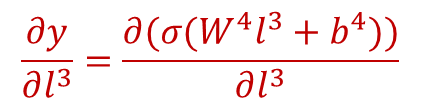 ∂y/∂l³ = ∂(σ(W⁴l³ + b⁴))/∂l³